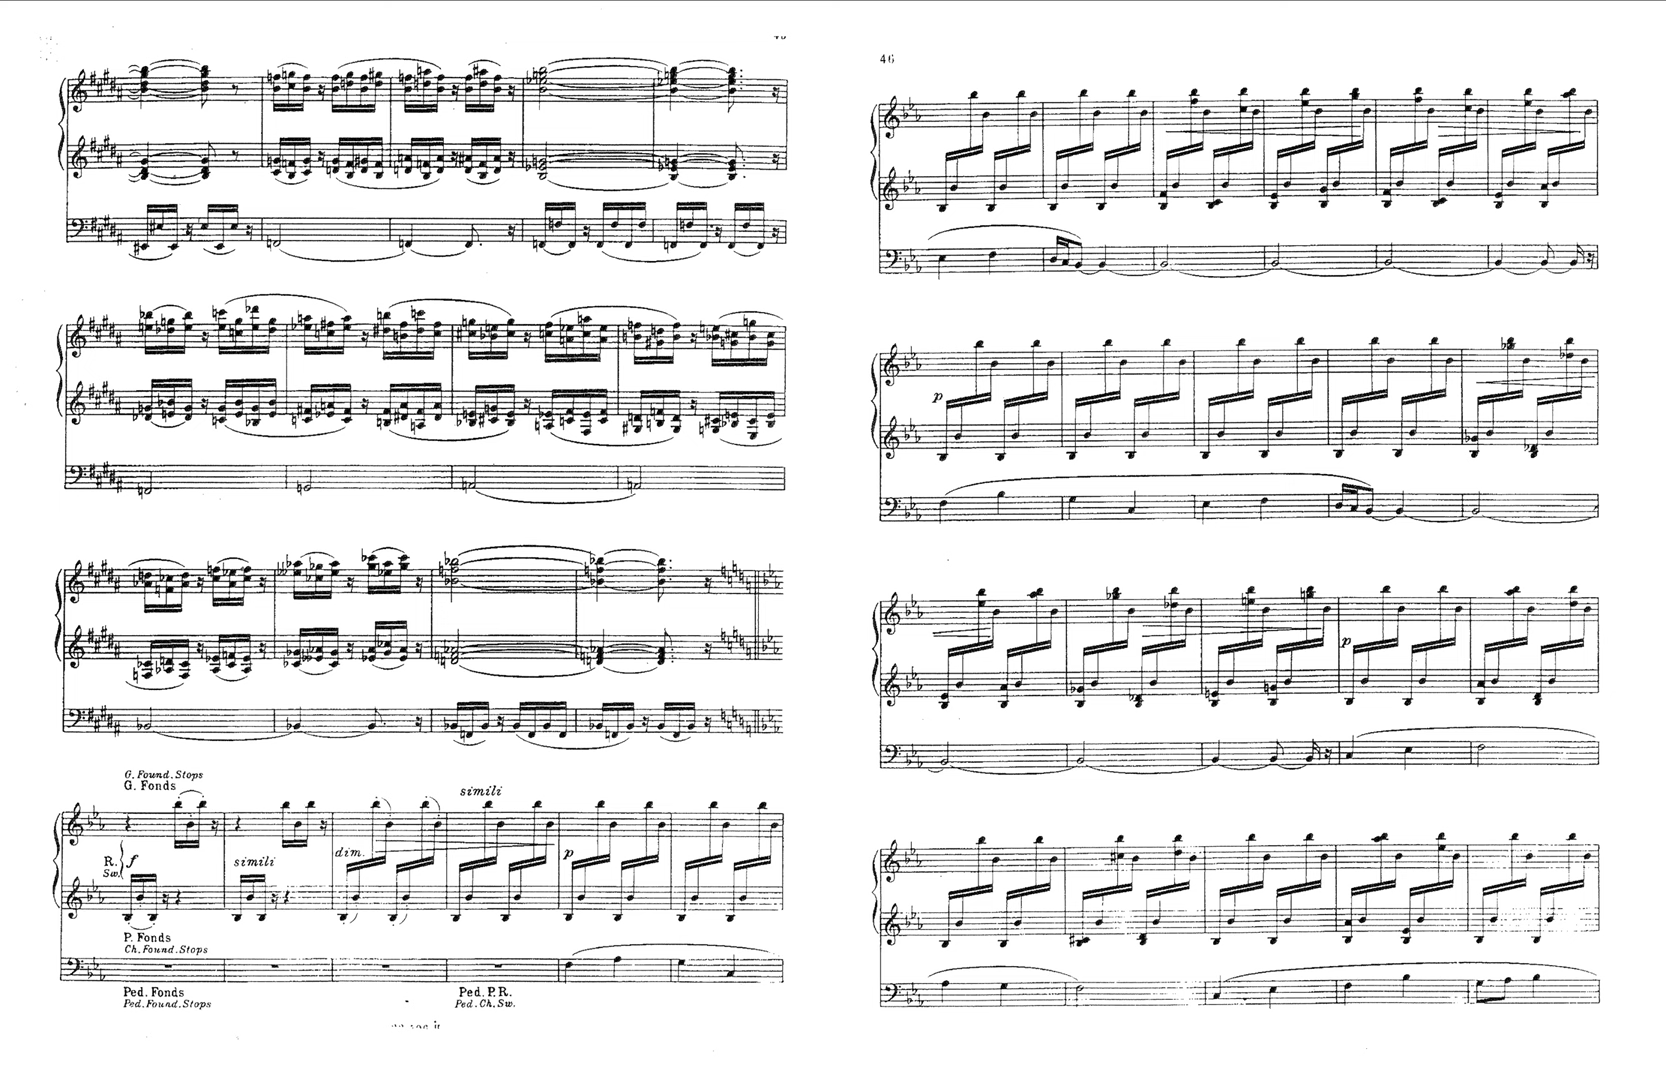 G. Found. Stops
G. Fonds
simili
R.
Sw.
f
simili
dim.
p
P. Fonds
Ch. Found. Stops
Ped. Fonds
Ped. Found. Stops
Ped. P. R.
Ped. Ch. Sw.
46
p
p